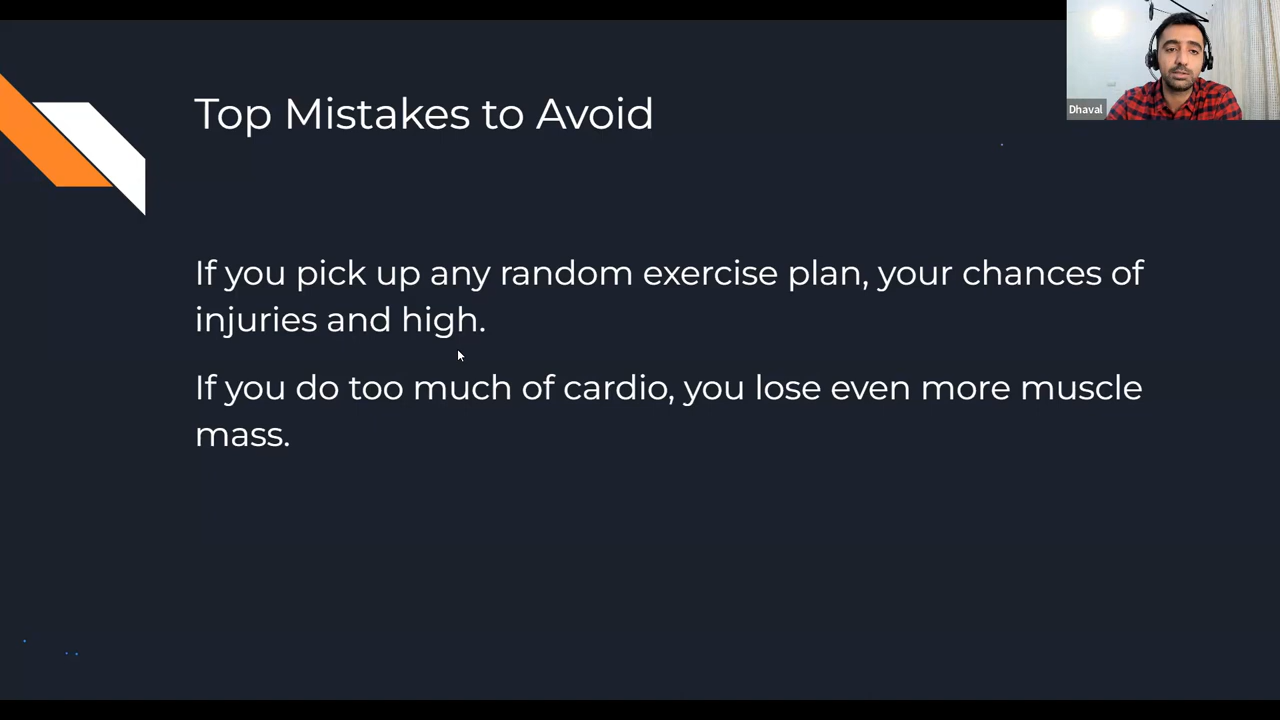 Top Mistakes to Avoid
Dhaval
If you pick up any random exercise plan, your chances of
injuries and high.
If you do too much of cardio, you lose even more muscle
mass.